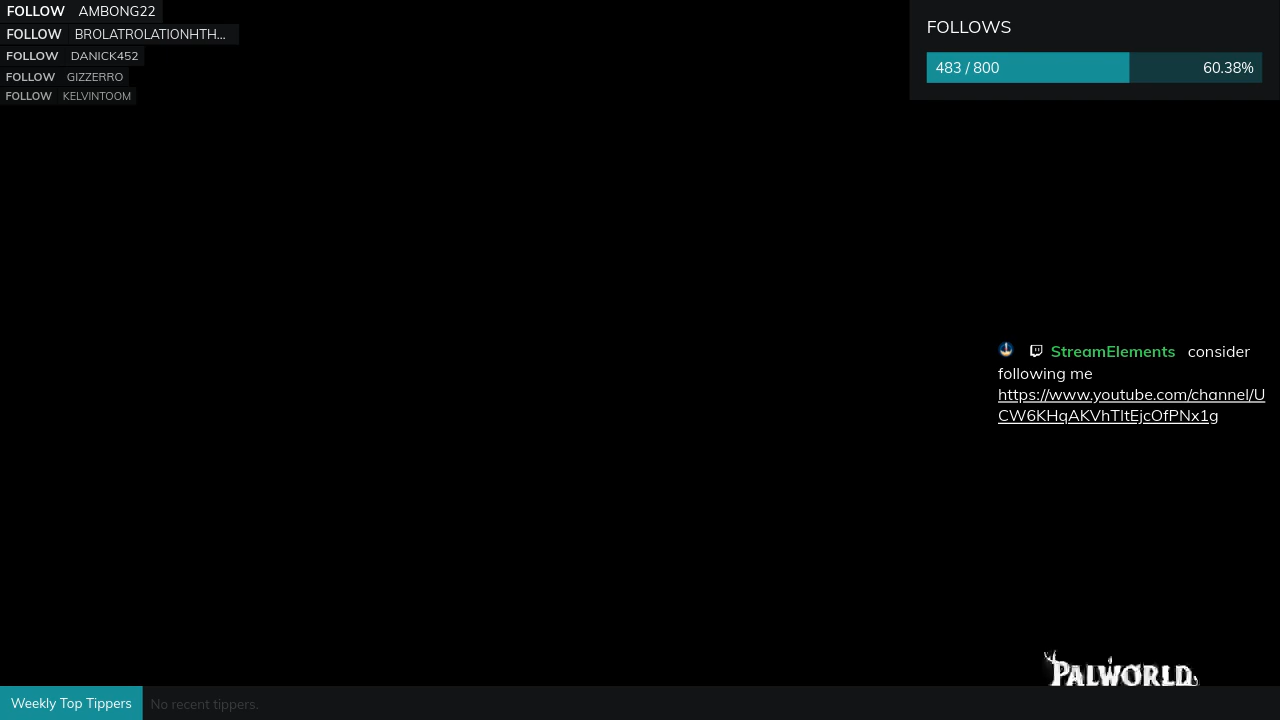 FOLLOW AMBONG22
FOLLOW BROLATROLATIONHTH...
FOLLOW DANICK452
FOLLOW GIZZERRO
FOLLOW KELVINTOOM
FOLLOWS
483 / 800 60.38%
StreamElements consider
following me
https://www.youtube.com/channel/U
CW6KHqAKVhTltEjcOfPNx1g
PALWORLD
Weekly Top Tippers No recent tippers.